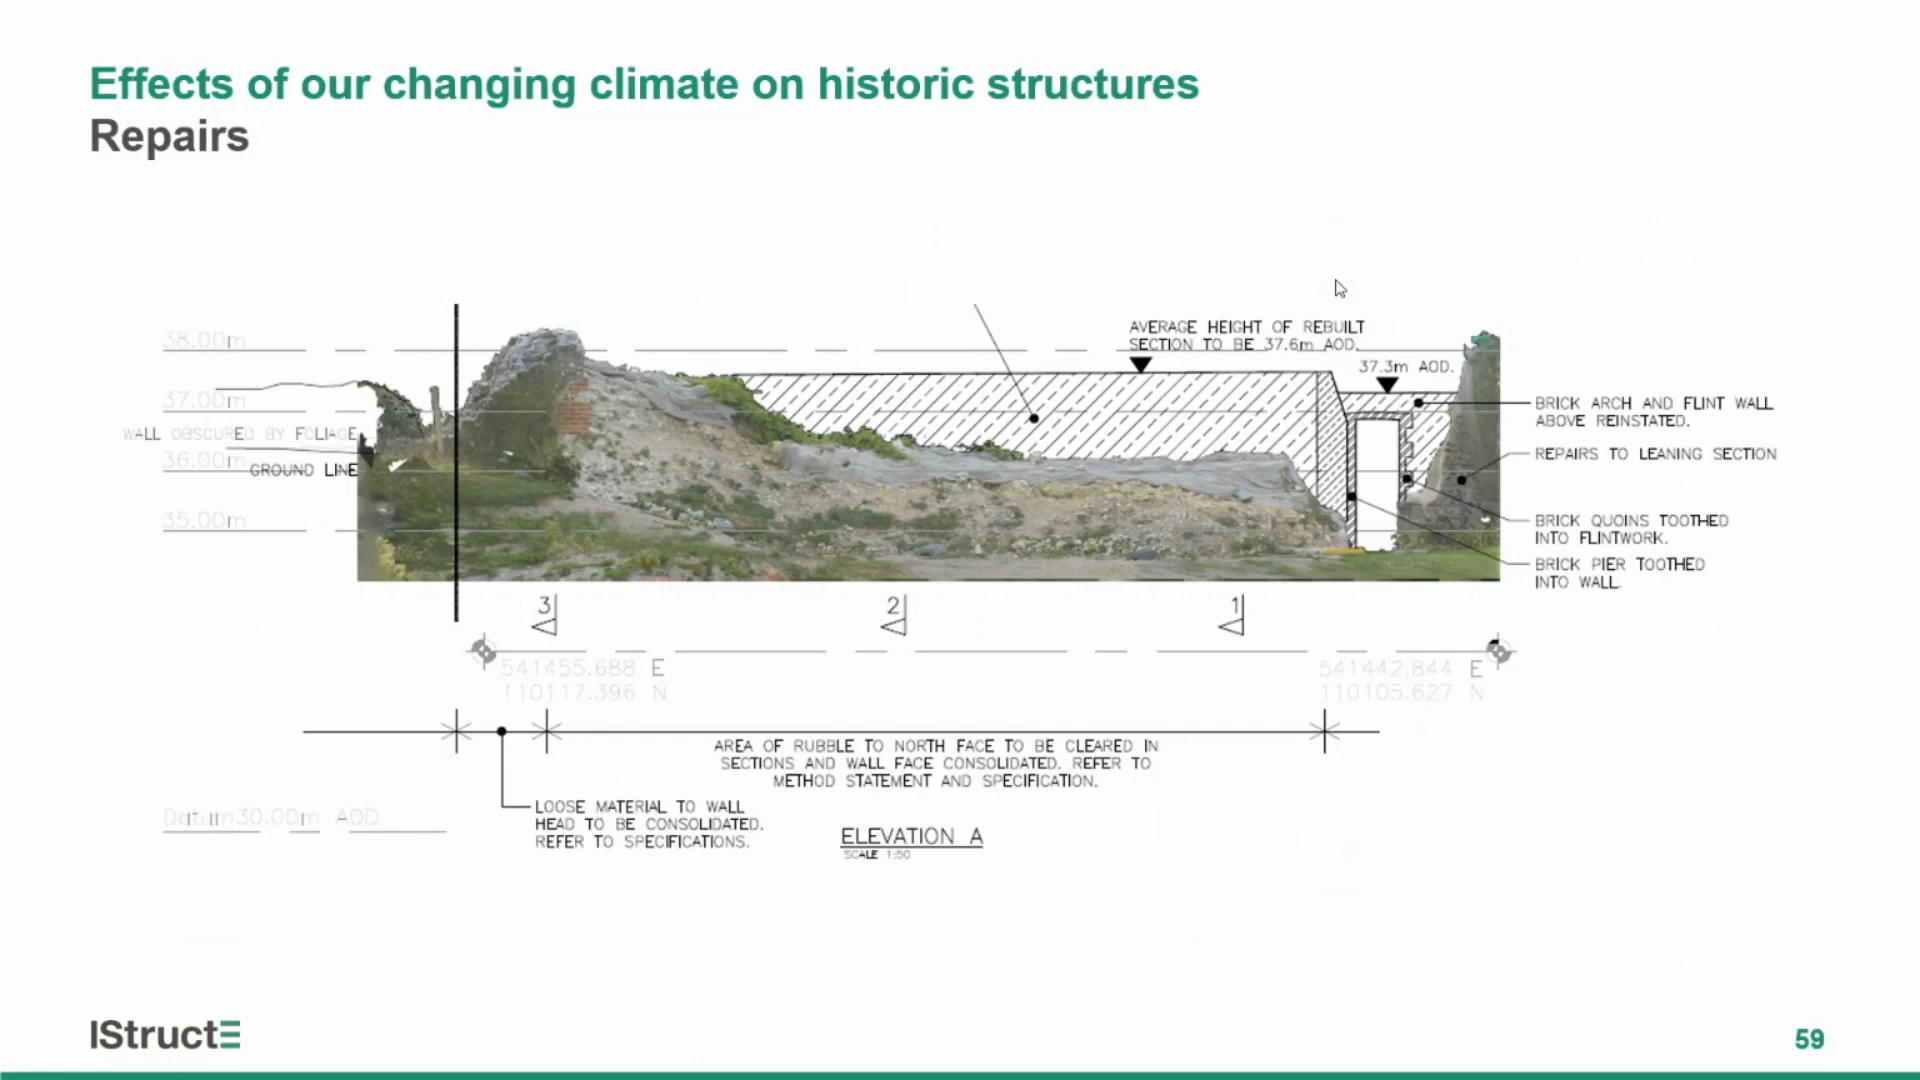 Effects of our changing climate on historic structures
Repairs
38.00m
37.00m
WALL OBSCURED BY FOLIAGE
36.00m
GROUND LINE
35.00m
AVERAGE HEIGHT OF REBUILT
SECTION TO BE 37.6m AOD.
37.3m AOD.
BRICK ARCH AND FLINT WALL
ABOVE REINSTATED.
REPAIRS TO LEANING SECTION
BRICK QUOINS TOOTHED
INTO FLINTWORK.
BRICK PIER TOOTHED
INTO WALL.
3
2
1
541455.688 E
110117.396 N
541442.844 E
110105.627 N
AREA OF RUBBLE TO NORTH FACE TO BE CLEARED IN
SECTIONS AND WALL FACE CONSOLIDATED. REFER TO
METHOD STATEMENT AND SPECIFICATION.
LOOSE MATERIAL TO WALL
HEAD TO BE CONSOLIDATED.
REFER TO SPECIFICATIONS.
Datum30.00m AOD
ELEVATION A
SCALE 1:50
IStructE
59